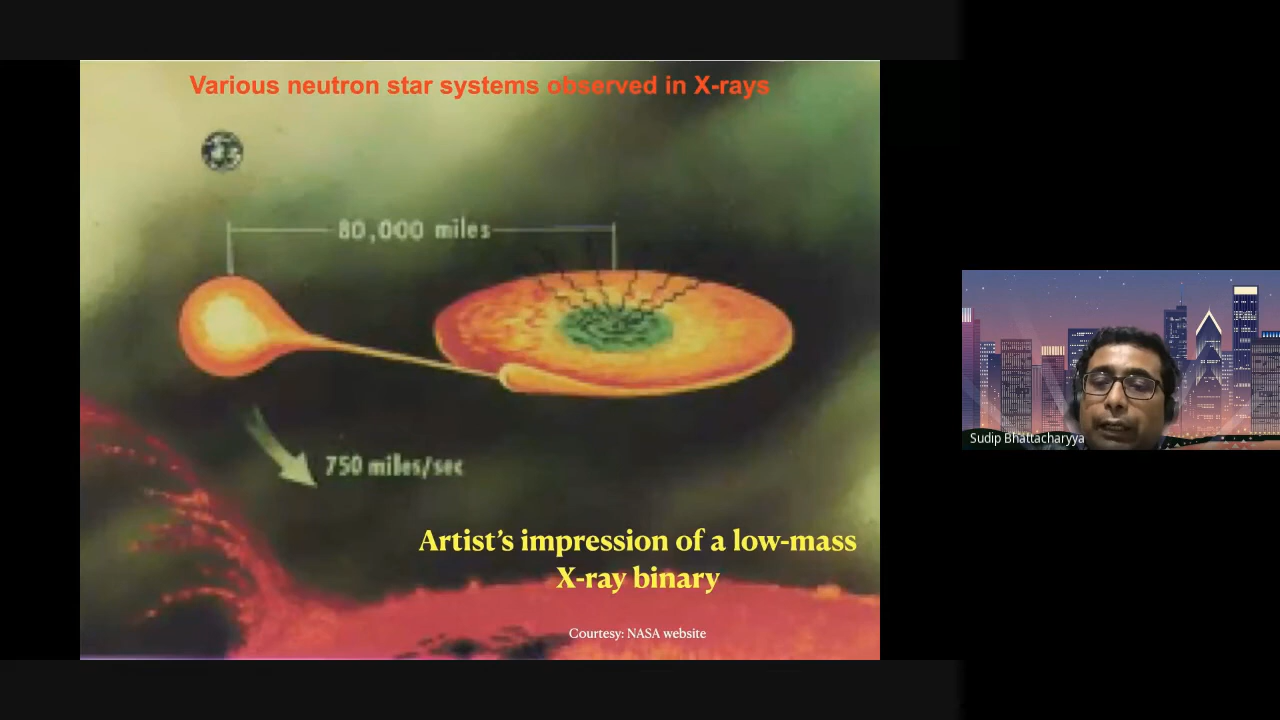 Various neutron star systems observed in X-rays
80,000 miles
750 miles/sec
Artist’s impression of a low-mass
X-ray binary
Courtesy: NASA website
Sudip Bhattacharyya